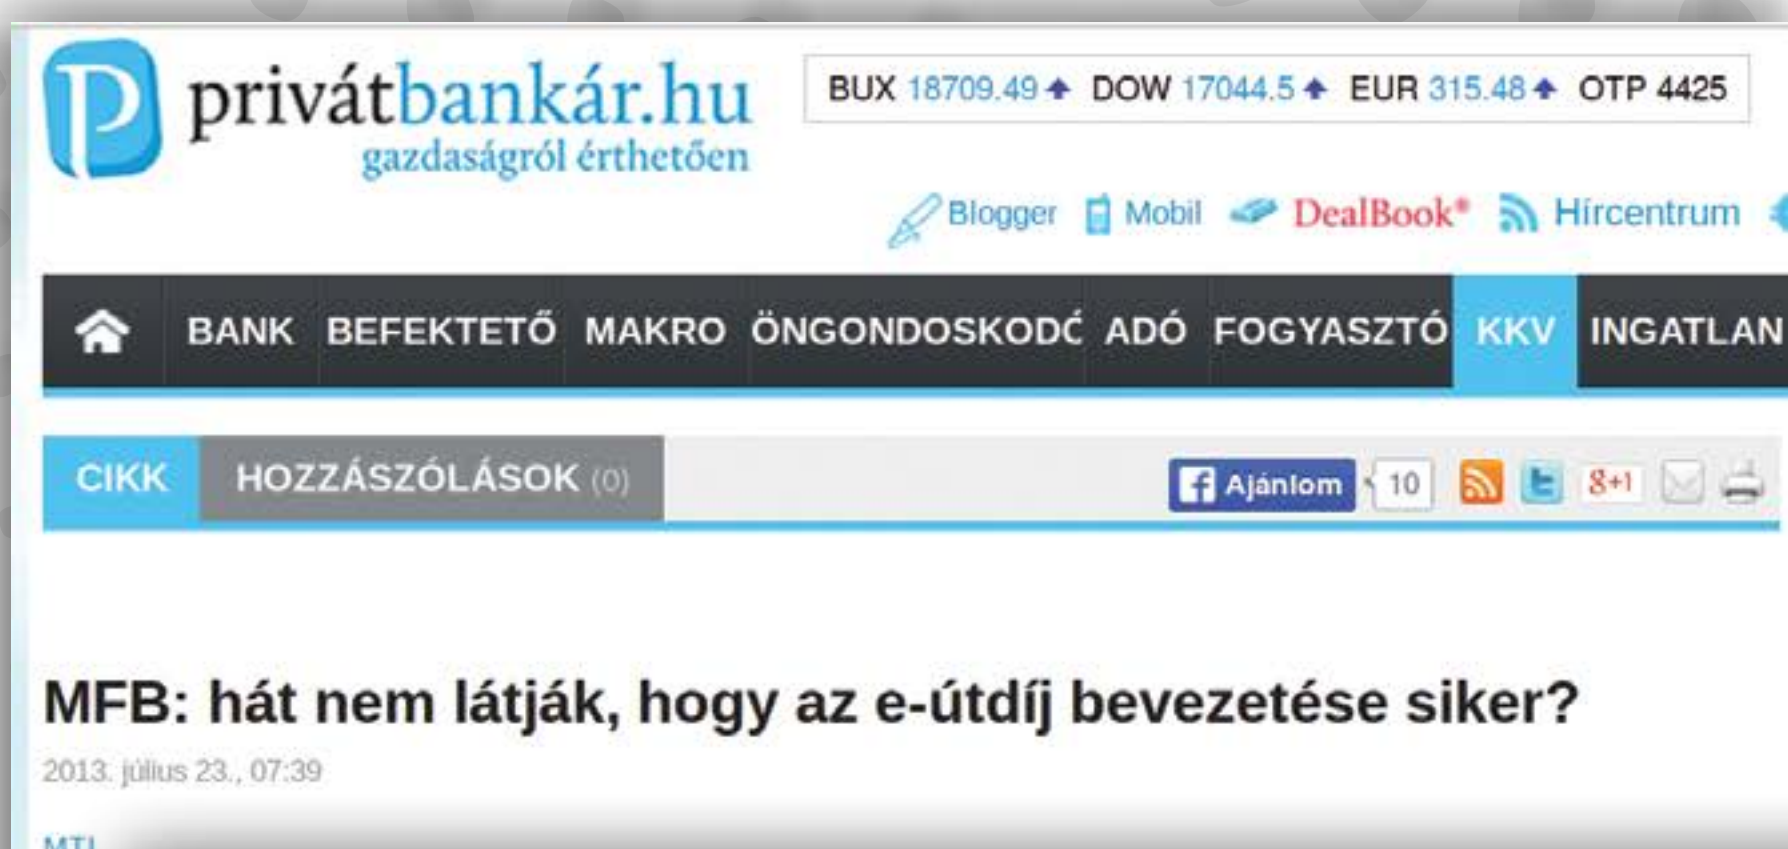 privátbankár.hu
gazdaságról érthetően
BUX 18709.49 DOW 17044.5 EUR 315.48 OTP 4425
Blogger Mobil DealBook® Hírcentrum
BANK BEFEKTETŐ MAKRO ÖNGONDOSKODÓ ADÓ FOGYASZTÓ KKV INGATLAN
CIKK HOZZÁSZÓLÁSOK (0) Ajánlom 10 g+1
MFB: hát nem látják, hogy az e-útdíj bevezetése siker?
2013. július 23., 07:39
MTI